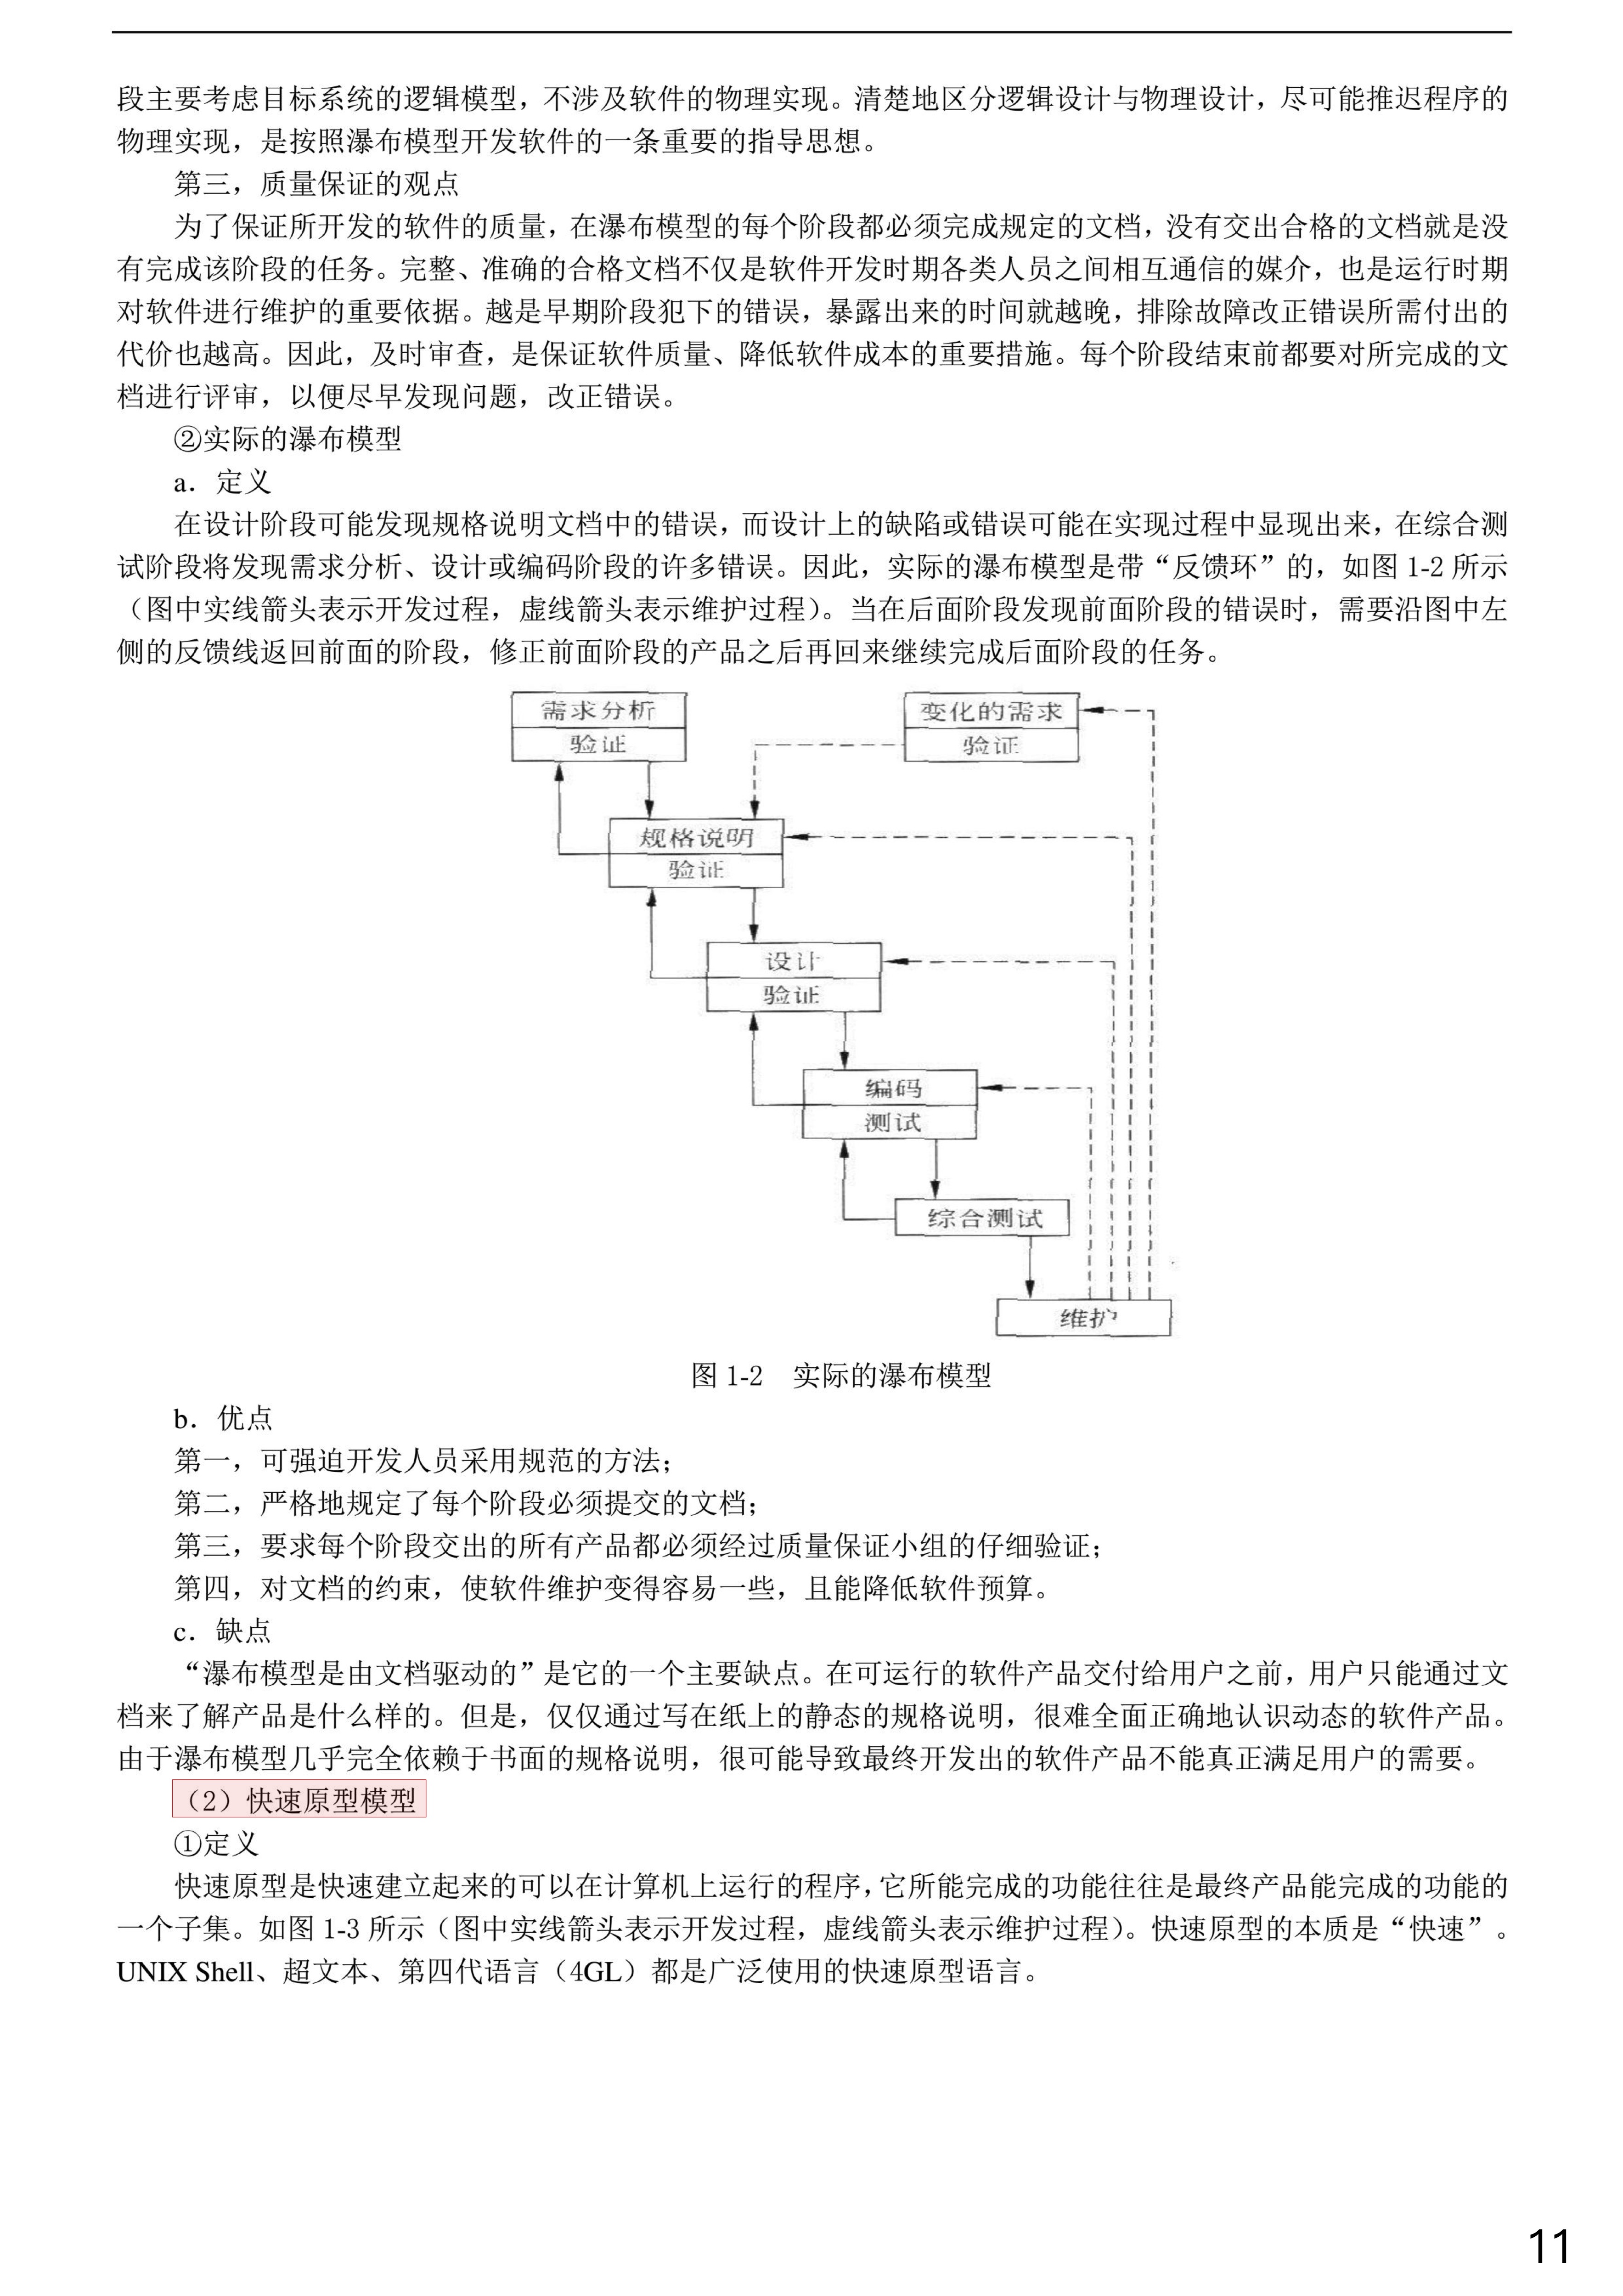 段主要考虑目标系统的逻辑模型，不涉及软件的物理实现。清楚地区分逻辑设计与物理设计，尽可能推迟程序的
物理实现，是按照瀑布模型开发软件的一条重要的指导思想。
第三，质量保证的观点
为了保证所开发的软件的质量，在瀑布模型的每个阶段都必须完成规定的文档，没有交出合格的文档就是没
有完成该阶段的任务。完整、准确的合格文档不仅是软件开发时期各类人员之间相互通信的媒介，也是运行时期
对软件进行维护的重要依据。越是早期阶段犯下的错误，暴露出来的时间就越晚，排除故障改正错误所需付出的
代价也越高。因此，及时审查，是保证软件质量、降低软件成本的重要措施。每个阶段结束前都要对所完成的文
档进行评审，以便尽早发现问题，改正错误。
②实际的瀑布模型
a．定义
在设计阶段可能发现规格说明文档中的错误，而设计上的缺陷或错误可能在实现过程中显现出来，在综合测
试阶段将发现需求分析、设计或编码阶段的许多错误。因此，实际的瀑布模型是带“反馈环”的，如图 1-2 所示
（图中实线箭头表示开发过程，虚线箭头表示维护过程）。当在后面阶段发现前面阶段的错误时，需要沿图中左
侧的反馈线返回前面的阶段，修正前面阶段的产品之后再回来继续完成后面阶段的任务。
需求分析
验证
变化的需求
验证
规格说明
验证
设计
验证
编码
测试
综合测试
维护
图 1-2　实际的瀑布模型
b．优点
第一，可强迫开发人员采用规范的方法；
第二，严格地规定了每个阶段必须提交的文档；
第三，要求每个阶段交出的所有产品都必须经过质量保证小组的仔细验证；
第四，对文档的约束，使软件维护变得容易一些，且能降低软件预算。
c．缺点
“瀑布模型是由文档驱动的”是它的一个主要缺点。在可运行的软件产品交付给用户之前，用户只能通过文
档来了解产品是什么样的。但是，仅仅通过写在纸上的静态的规格说明，很难全面正确地认识动态的软件产品。
由于瀑布模型几乎完全依赖于书面的规格说明，很可能导致最终开发出的软件产品不能真正满足用户的需要。
（2）快速原型模型
①定义
快速原型是快速建立起来的可以在计算机上运行的程序，它所能完成的功能往往是最终产品能完成的功能的
一个子集。如图 1-3 所示（图中实线箭头表示开发过程，虚线箭头表示维护过程）。快速原型的本质是“快速”。
UNIX Shell、超文本、第四代语言（4GL）都是广泛使用的快速原型语言。
11